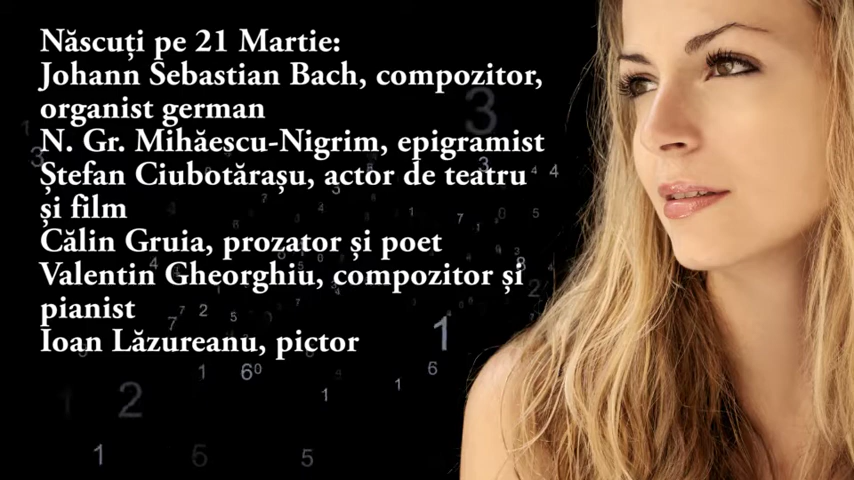 Născuți pe 21 Martie:
Johann Sebastian Bach, compozitor,
organist german
N. Gr. Mihăescu-Nigrim, epigramist
Ștefan Ciubotărașu, actor de teatru
și film
Călin Gruia, prozator și poet
Valentin Gheorghiu, compozitor și
pianist
Ioan Lăzureanu, pictor